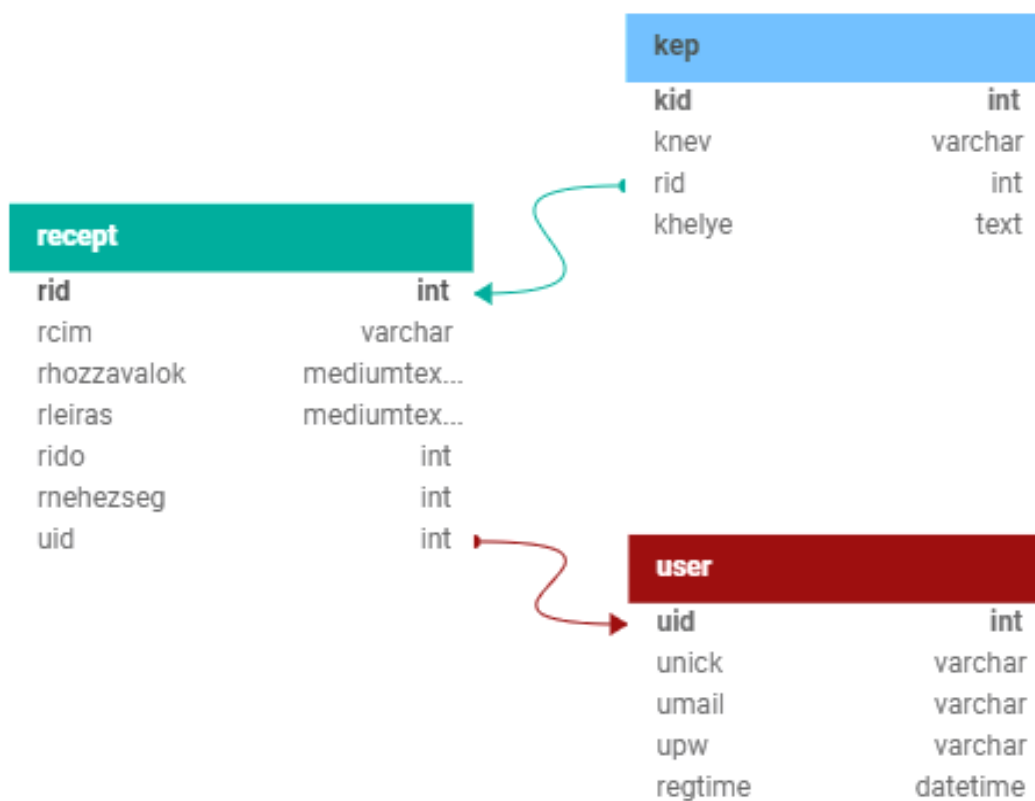 kep
kid int
knev varchar
rid int
khelye text
recept
rid int
rcim varchar
rhozzavalok mediumtex...
rleiras mediumtex...
rido int
rnehezseg int
uid int
user
uid int
unick varchar
umail varchar
upw varchar
regtime datetime